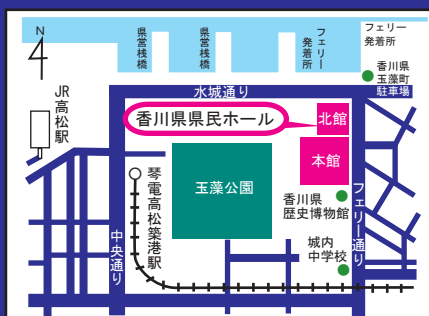 N
県営桟橋
県営桟橋
フェリー
発着所
フェリー
発着所
香川県
玉藻町
駐車場
JR
高松駅
水城通り
香川県県民ホール
北館
本館
琴電高松築港駅
玉藻公園
香川県
歴史博物館
フェリー通り
中央通り
城内
中学校